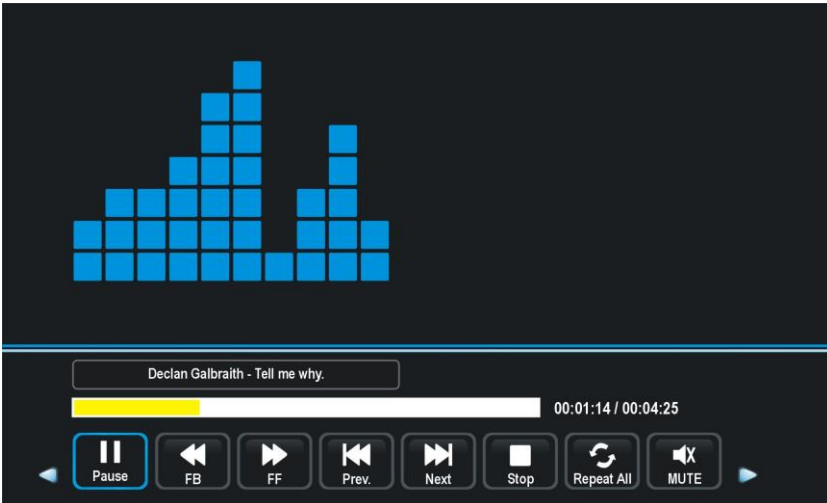 Declan Galbraith - Tell me why.
00:01:14 / 00:04:25
Pause FB FF Prev. Next Stop Repeat All MUTE